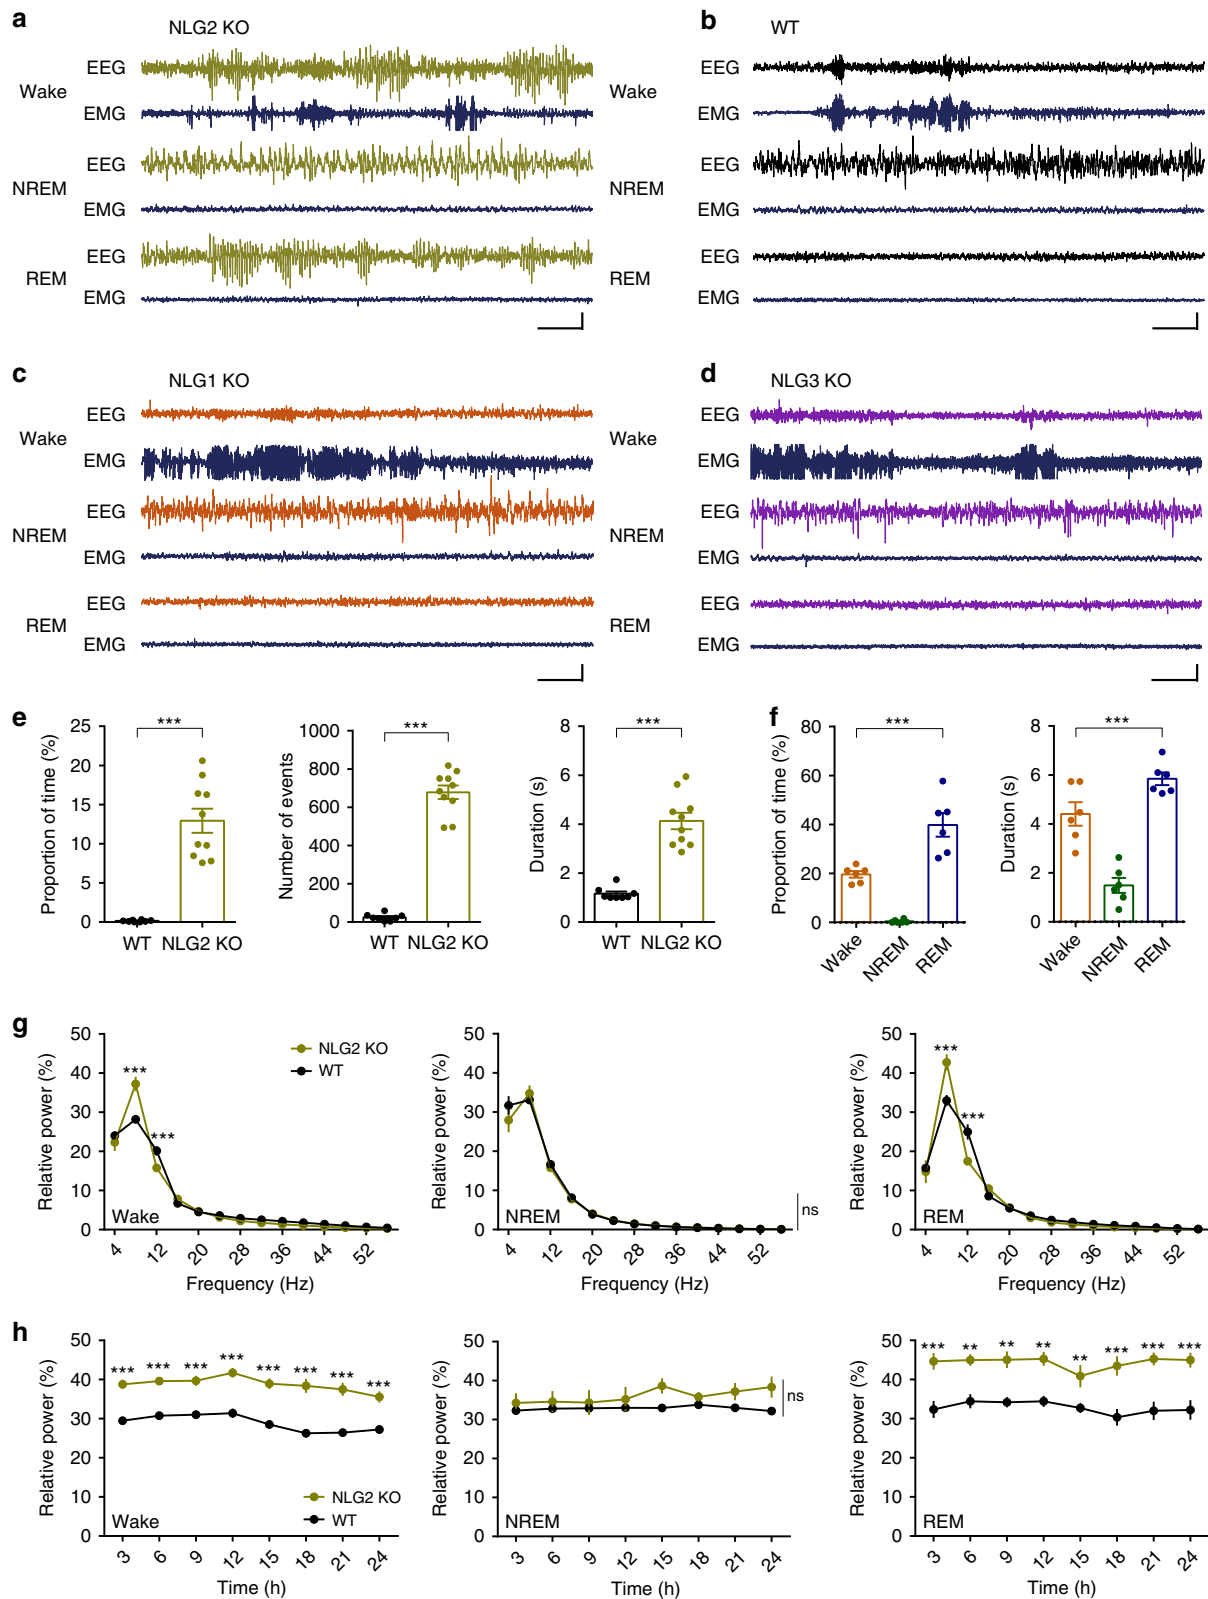 a
NLG2 KO
Wake
EEG
EMG
NREM
EEG
EMG
REM
EEG
EMG
b
WT
Wake
EEG
EMG
NREM
EEG
EMG
REM
EEG
EMG
c
NLG1 KO
Wake
EEG
EMG
NREM
EEG
EMG
REM
EEG
EMG
d
NLG3 KO
Wake
EEG
EMG
NREM
EEG
EMG
REM
EEG
EMG
e
Proportion of time (%)
25
20
15
10
5
0
***
WT NLG2 KO
Number of events
1000
800
600
400
200
0
***
WT NLG2 KO
Duration (s)
8
6
4
2
0
***
WT NLG2 KO
f
Proportion of time (%)
80
60
40
20
0
***
Wake NREM REM
Duration (s)
8
6
4
2
0
***
Wake NREM REM
g
Relative power (%)
50
40
30
20
10
0
NLG2 KO
WT
***
***
Wake
4 12 20 28 36 44 52
Frequency (Hz)
Relative power (%)
50
40
30
20
10
0
ns
NREM
4 12 20 28 36 44 52
Frequency (Hz)
Relative power (%)
50
40
30
20
10
0
***
***
REM
4 12 20 28 36 44 52
Frequency (Hz)
h
Relative power (%)
50
40
30
20
10
0
*** *** *** *** *** *** *** ***
NLG2 KO
WT
Wake
3 6 9 12 15 18 21 24
Time (h)
Relative power (%)
50
40
30
20
10
0
ns
NREM
3 6 9 12 15 18 21 24
Time (h)
Relative power (%)
50
40
30
20
10
0
*** ** ** ** ** *** *** ***
REM
3 6 9 12 15 18 21 24
Time (h)